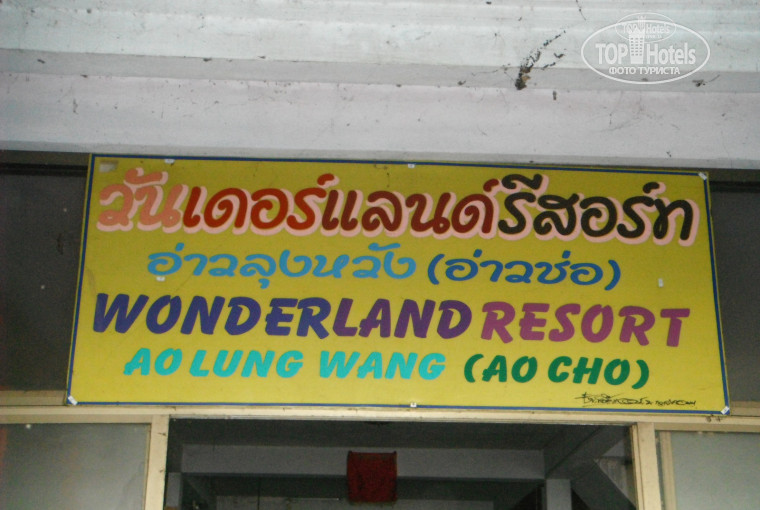 TOP Hotels
ФОТО ТУРИСТА
วันเดอร์แลนด์รีสอร์ท
อ่าวลุงหวัง (อ่าวช่อ)
WONDERLAND RESORT
AO LUNG WANG (AO CHO)